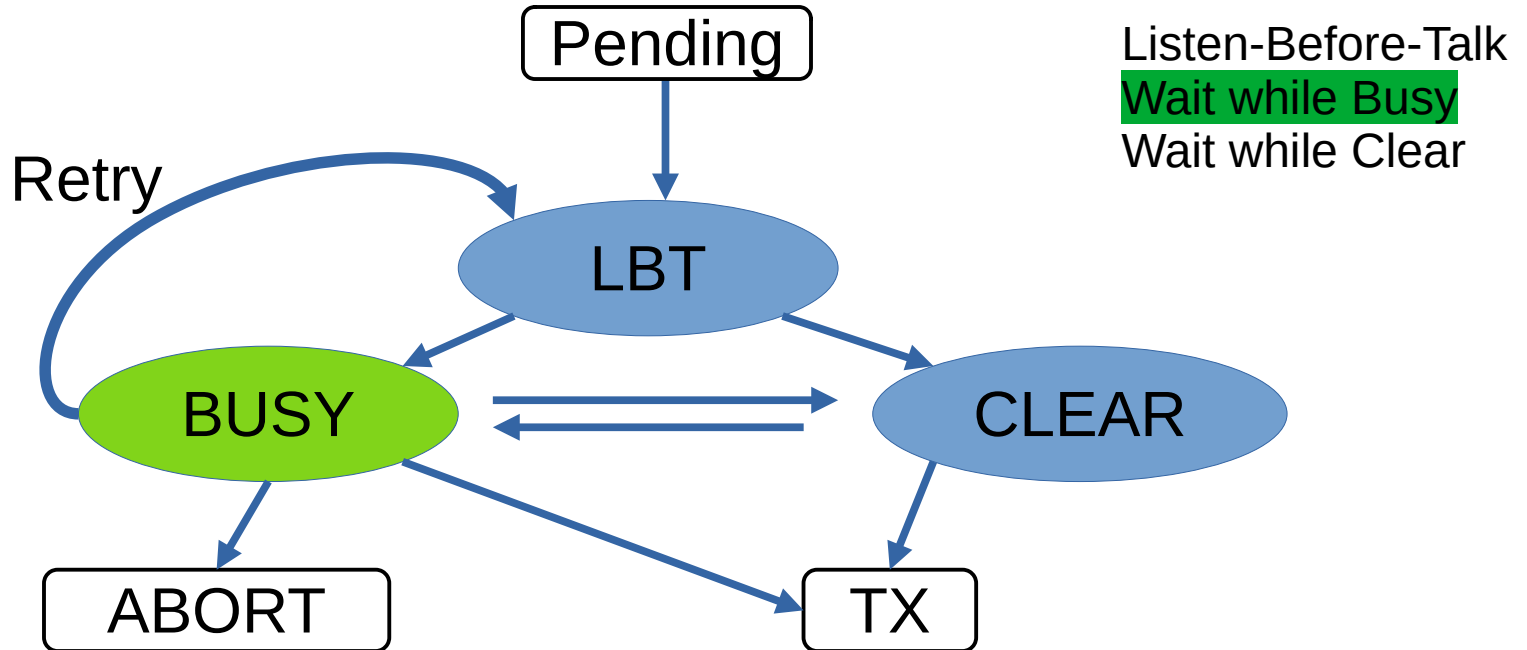 Pending
Listen-Before-Talk
Wait while Busy
Wait while Clear
Retry
LBT
BUSY
CLEAR
ABORT
TX